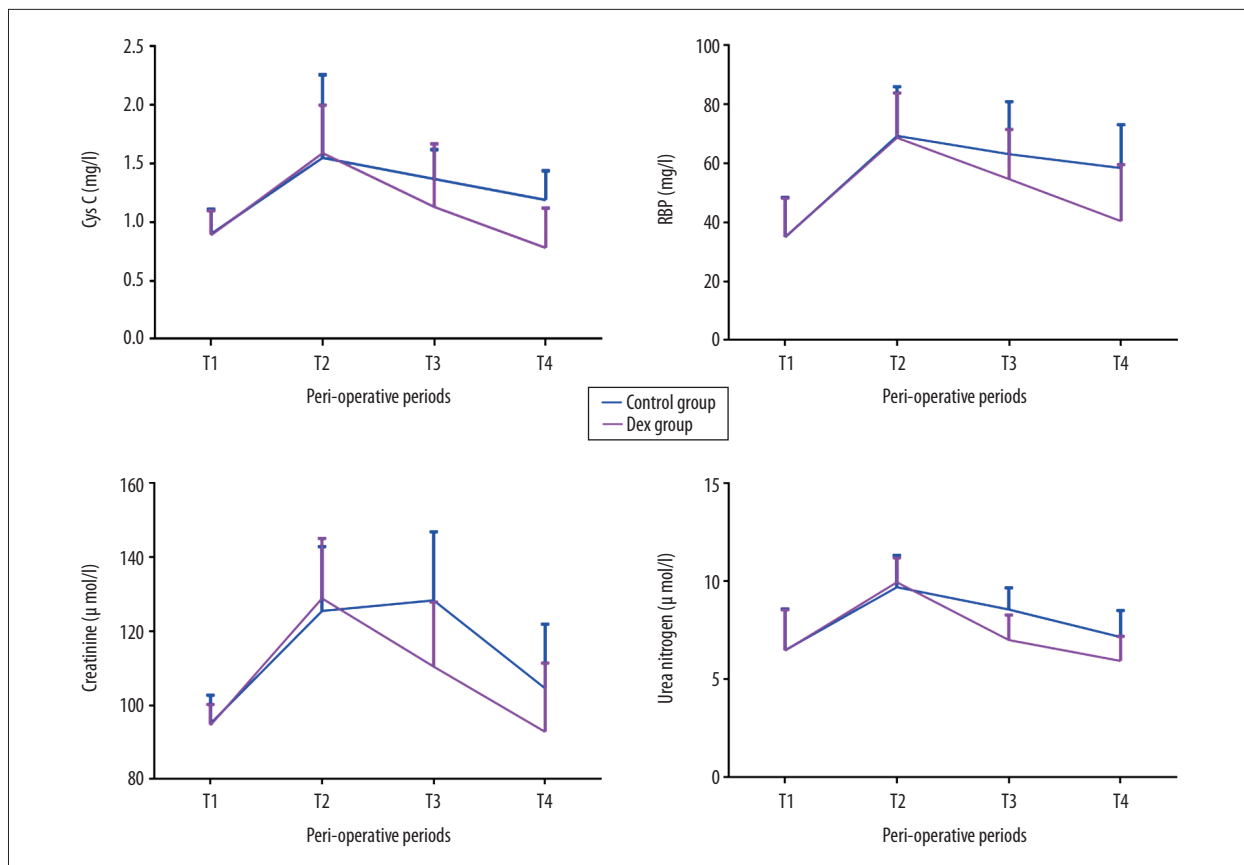 Cys C (mg/l)
2.5
2.0
1.5
1.0
0.5
0.0
T1 T2 T3 T4
Peri-operative periods
RBP (mg/l)
100
80
60
40
20
0
T1 T2 T3 T4
Peri-operative periods
Control group
Dex group
Creatinine (µ mol/l)
160
140
120
100
80
T1 T2 T3 T4
Peri-operative periods
Urea nitrogen (µ mol/l)
15
10
5
0
T1 T2 T3 T4
Peri-operative periods